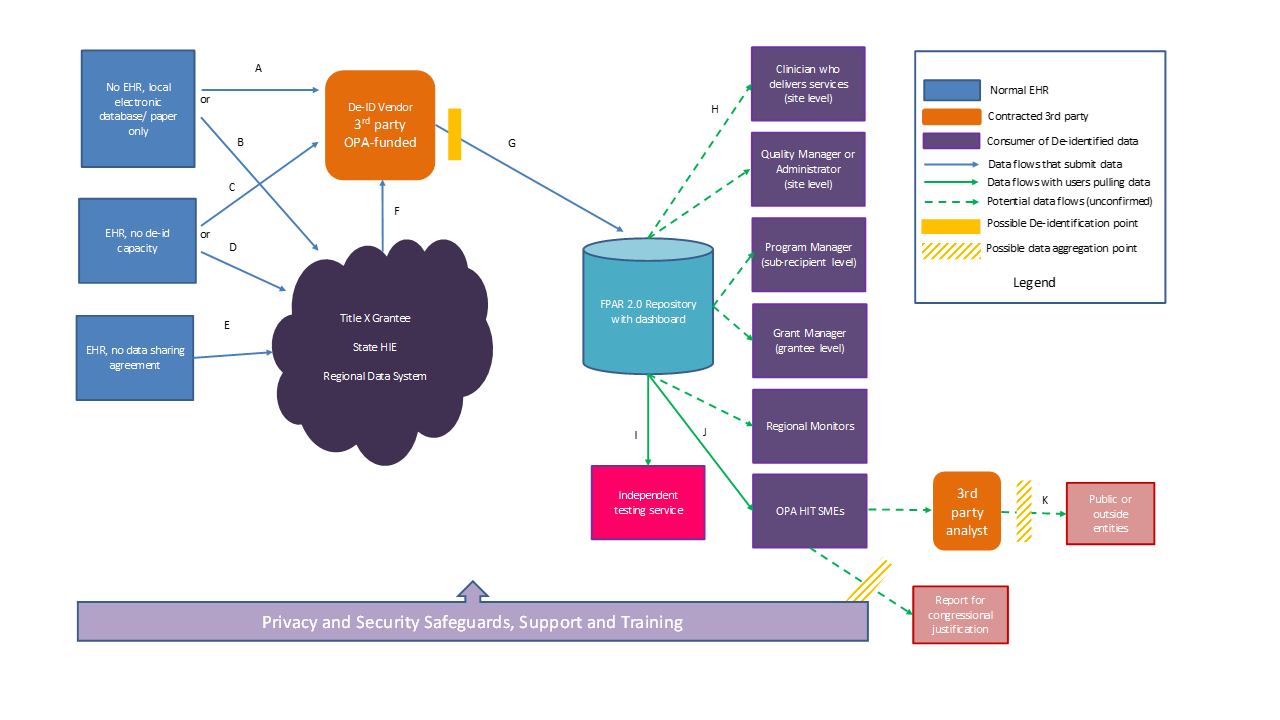 No EHR, local
electronic
database/ paper
only
A
or
B
De-ID Vendor
3rd party
OPA-funded
G
EHR, no de-id
capacity
C
or
D
F
EHR, no data sharing
agreement
E
Title X Grantee
State HIE
Regional Data System
FPAR 2.0 Repository
with dashboard
H
I
J
Clinician who
delivers services
(site level)
Quality Manager or
Administrator
(site level)
Program Manager
(sub-recipient level)
Grant Manager
(grantee level)
Regional Monitors
OPA HIT SMEs
Independent
testing service
3rd
party
analyst
K
Public or
outside
entities
Report for
congressional
justification
Privacy and Security Safeguards, Support and Training
Normal EHR
Contracted 3rd party
Consumer of De-identified data
Data flows that submit data
Data flows with users pulling data
Potential data flows (unconfirmed)
Possible De-identification point
Possible data aggregation point
Legend